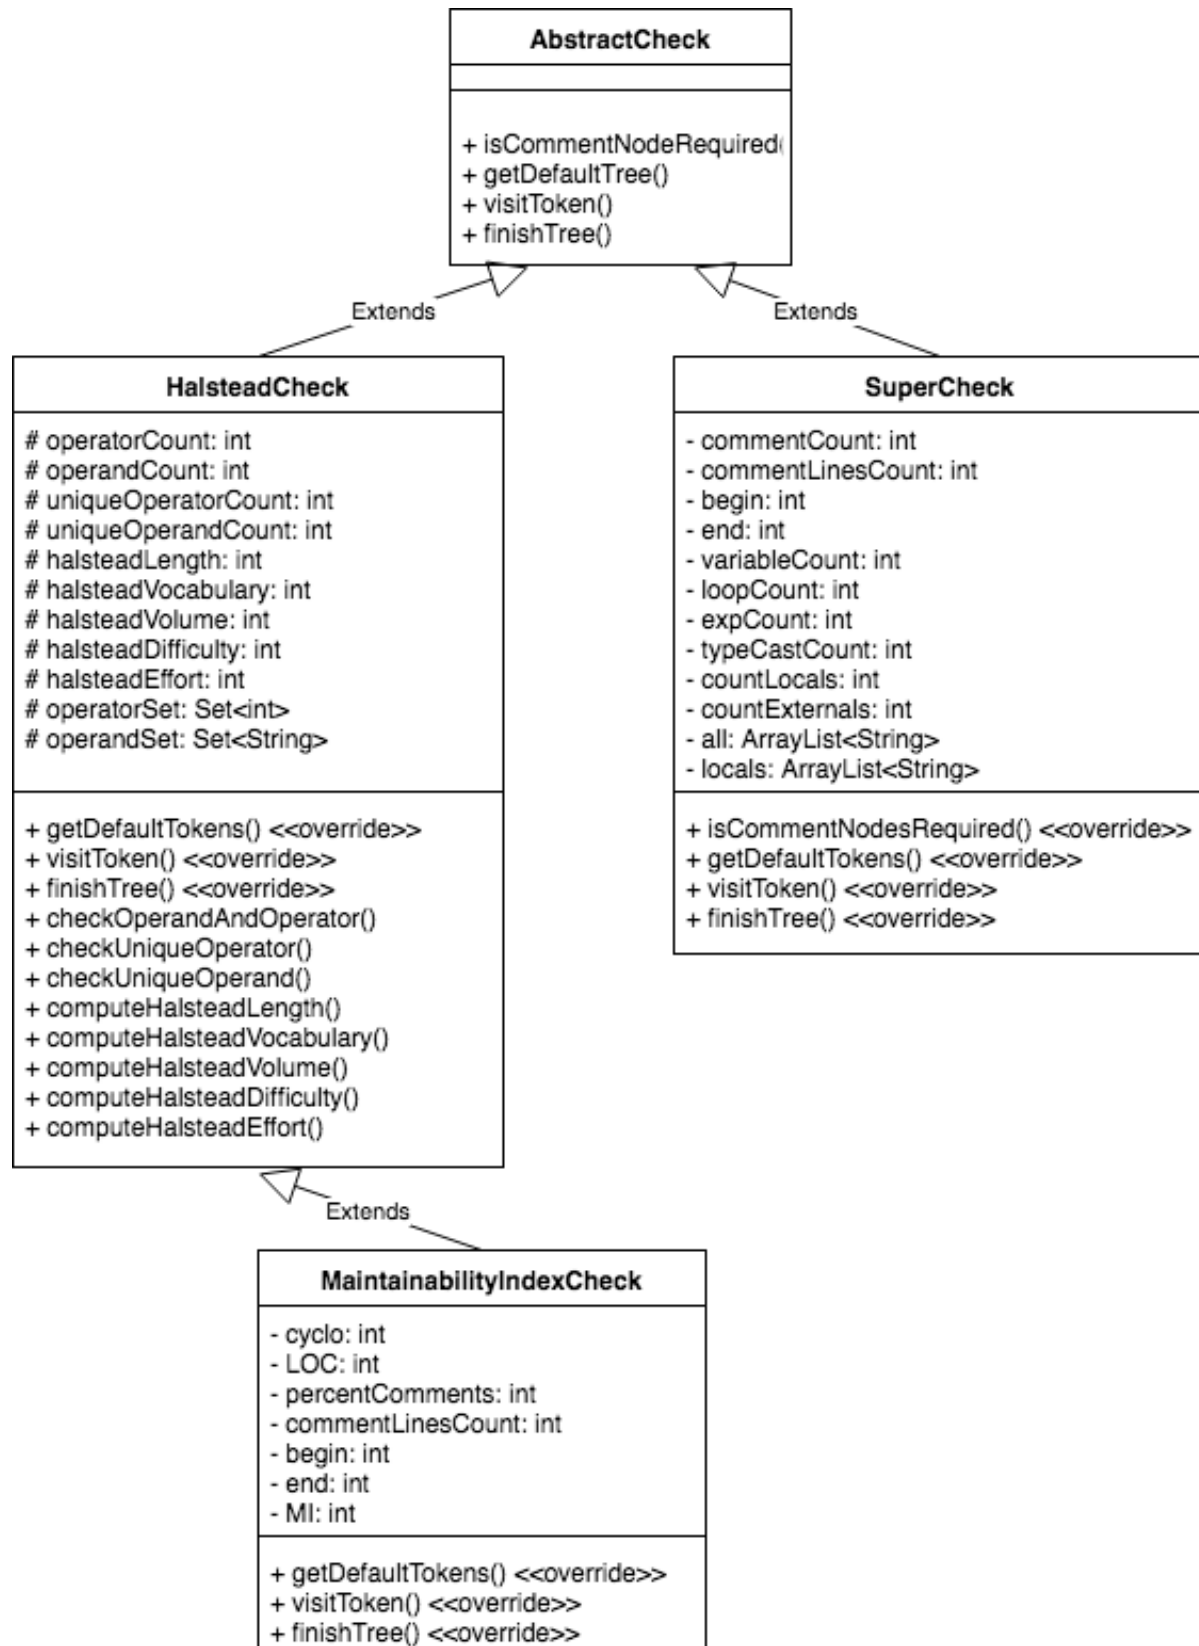 AbstractCheck
+ isCommentNodeRequired(
+ getDefaultTree()
+ visitToken()
+ finishTree()
Extends
Extends
HalsteadCheck
# operatorCount: int
# operandCount: int
# uniqueOperatorCount: int
# uniqueOperandCount: int
# halsteadLength: int
# halsteadVocabulary: int
# halsteadVolume: int
# halsteadDifficulty: int
# halsteadEffort: int
# operatorSet: Set<int>
# operandSet: Set<String>
+ getDefaultTokens() <<override>>
+ visitToken() <<override>>
+ finishTree() <<override>>
+ checkOperandAndOperator()
+ checkUniqueOperator()
+ checkUniqueOperand()
+ computeHalsteadLength()
+ computeHalsteadVocabulary()
+ computeHalsteadVolume()
+ computeHalsteadDifficulty()
+ computeHalsteadEffort()
SuperCheck
- commentCount: int
- commentLinesCount: int
- begin: int
- end: int
- variableCount: int
- loopCount: int
- expCount: int
- typeCastCount: int
- countLocals: int
- countExternals: int
- all: ArrayList<String>
- locals: ArrayList<String>
+ isCommentNodesRequired() <<override>>
+ getDefaultTokens() <<override>>
+ visitToken() <<override>>
+ finishTree() <<override>>
Extends
MaintainabilityIndexCheck
- cyclo: int
- LOC: int
- percentComments: int
- commentLinesCount: int
- begin: int
- end: int
- MI: int
+ getDefaultTokens() <<override>>
+ visitToken() <<override>>
+ finishTree() <<override>>